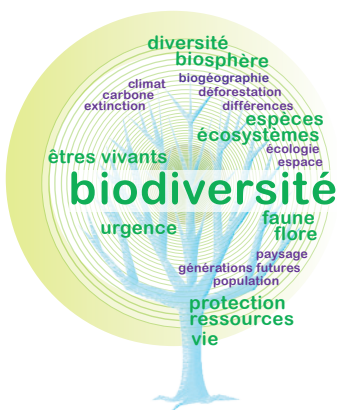 diversité
biosphère
biogéographie
climat
déforestation
carbone
extinction
différences
espèces
écosystèmes
écologie
êtres vivants
espace
biodiversité
faune
urgence
flore
paysage
générations futures
population
protection
ressources
vie